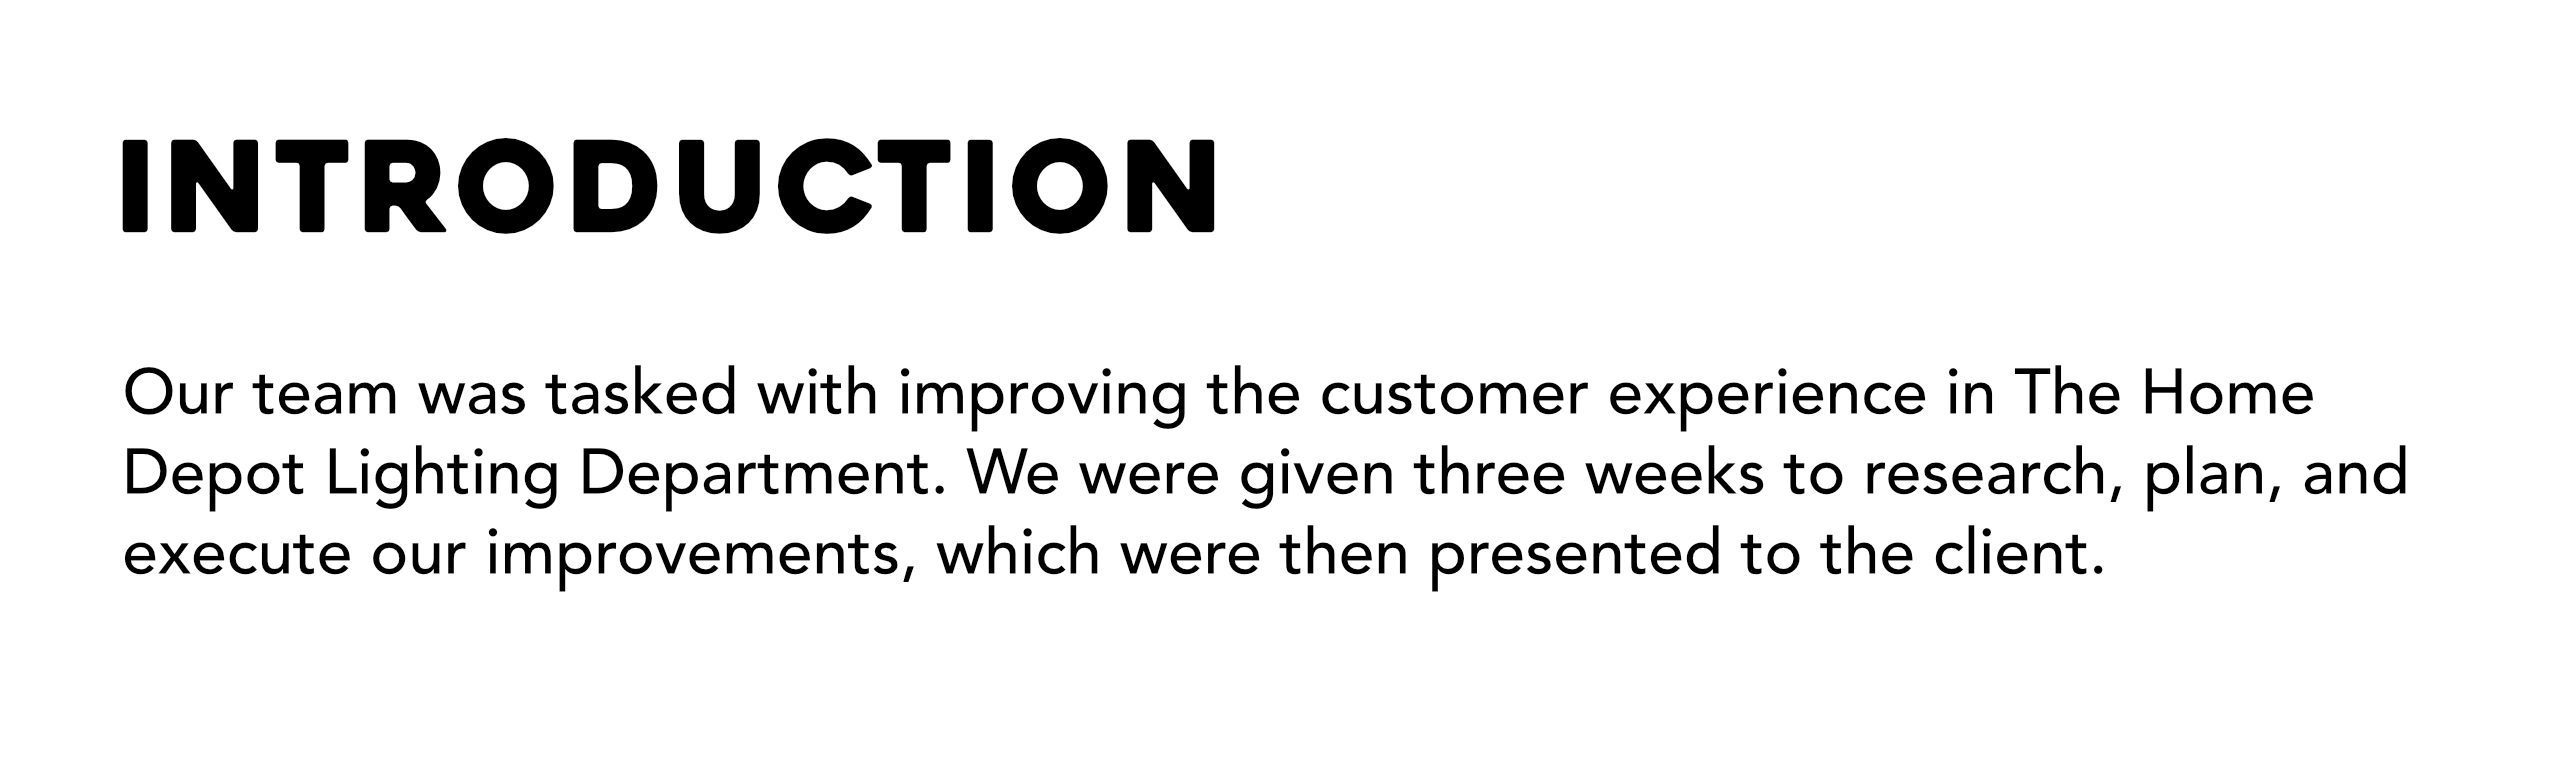 INTRODUCTION
Our team was tasked with improving the customer experience in The Home
Depot Lighting Department. We were given three weeks to research, plan, and
execute our improvements, which were then presented to the client.